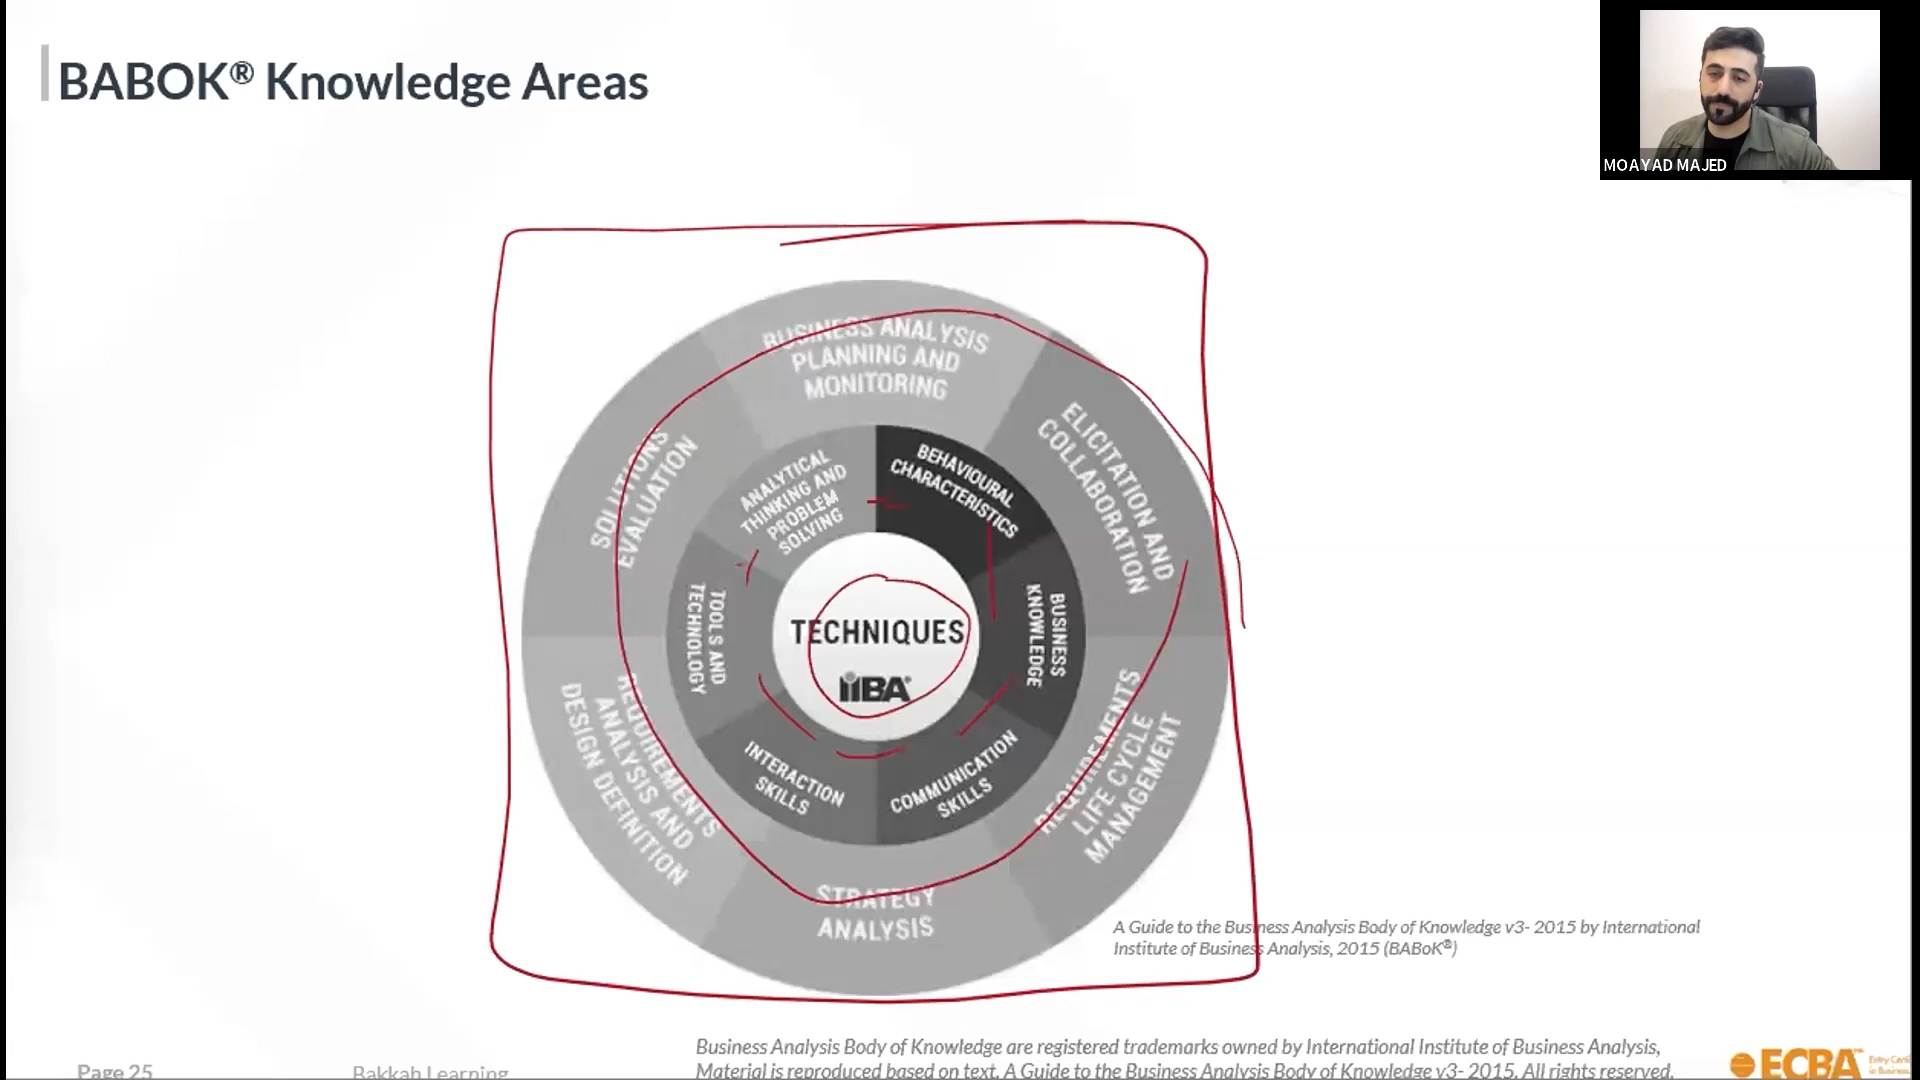 BABOK® Knowledge Areas
MOAYAD MAJED
BUSINESS ANALYSIS
PLANNING AND
MONITORING
ELICITATION AND
COLLABORATION
REQUIREMENTS
LIFE CYCLE
MANAGEMENT
STRATEGY
ANALYSIS
REQUIREMENTS
ANALYSIS AND
DESIGN DEFINITION
SOLUTIONS
EVALUATION
BEHAVIOURAL
CHARACTERISTICS
BUSINESS
KNOWLEDGE
COMMUNICATION
SKILLS
INTERACTION
SKILLS
TOOLS AND
TECHNOLOGY
ANALYTICAL
THINKING AND
PROBLEM
SOLVING
TECHNIQUES
IIBA®
A Guide to the Business Analysis Body of Knowledge v3- 2015 by International
Institute of Business Analysis, 2015 (BABoK®)
Business Analysis Body of Knowledge are registered trademarks owned by International Institute of Business Analysis,
Material is reproduced based on text, A Guide to the Business Analysis Body of Knowledge v3- 2015. All rights reserved.
Page 25
Bakkah Learning
ECBA